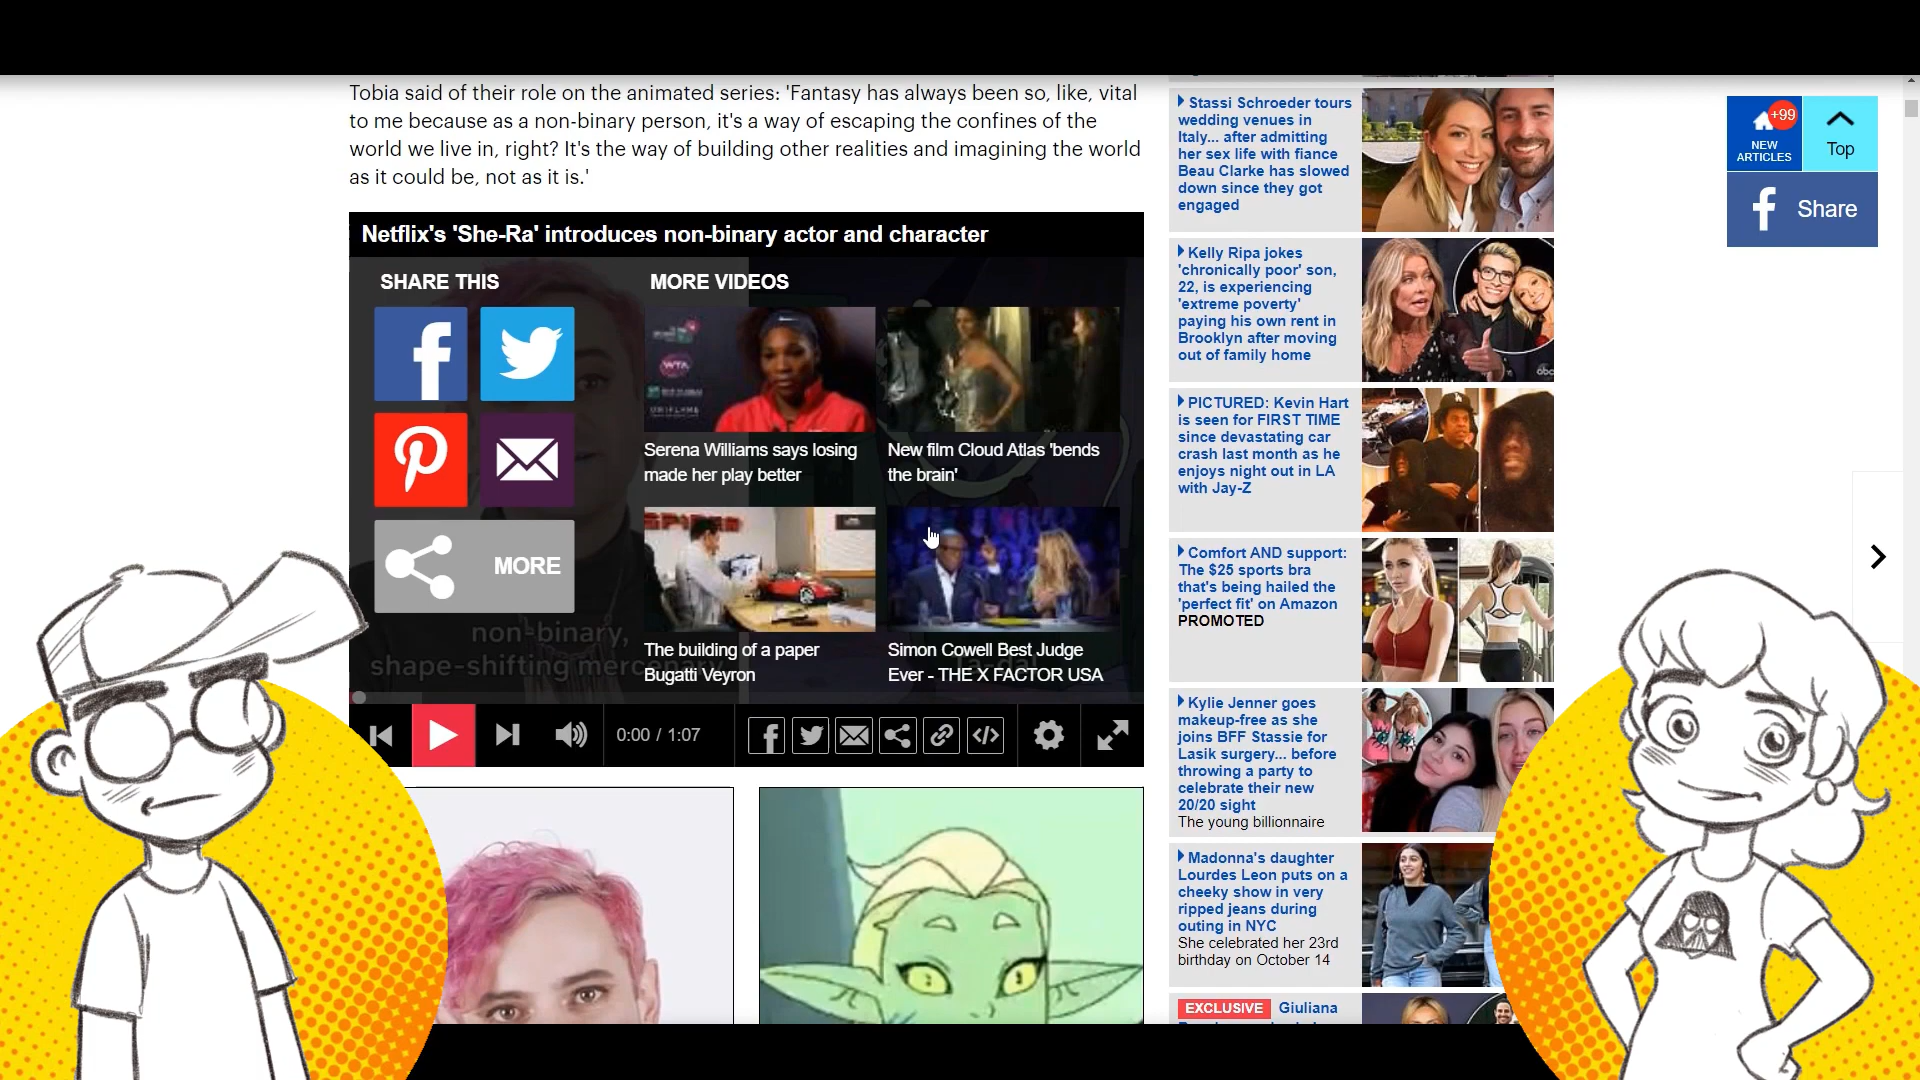 Tobia said of their role on the animated series: 'Fantasy has always been so, like, vital
to me because as a non-binary person, it's a way of escaping the confines of the
world we live in, right? It's the way of building other realities and imagining the world
as it could be, not as it is.'
Netflix's 'She-Ra' introduces non-binary actor and character
SHARE THIS
MORE
MORE VIDEOS
WTA
ORIFLAME
Serena Williams says losing
made her play better
New film Cloud Atlas 'bends
the brain'
The building of a paper
Bugatti Veyron
Simon Cowell Best Judge
Ever - THE X FACTOR USA
non-binary,
shape-shifting mercenary
la-da!
0:00 / 1:07
Stassi Schroeder tours
wedding venues in
Italy... after admitting
her sex life with fiance
Beau Clarke has slowed
down since they got
engaged
Kelly Ripa jokes
'chronically poor' son,
22, is experiencing
'extreme poverty'
paying his own rent in
Brooklyn after moving
out of family home
abc
PICTURED: Kevin Hart
is seen for FIRST TIME
since devastating car
crash last month as he
enjoys night out in LA
with Jay-Z
Comfort AND support:
The $25 sports bra
that's being hailed the
'perfect fit' on Amazon
PROMOTED
Kylie Jenner goes
makeup-free as she
joins BFF Stassie for
Lasik surgery... before
throwing a party to
celebrate their new
20/20 sight
The young billionnaire
Madonna's daughter
Lourdes Leon puts on a
cheeky show in very
ripped jeans during
outing in NYC
She celebrated her 23rd
birthday on October 14
EXCLUSIVE Giuliana
+99
NEW
ARTICLES
Top
Share